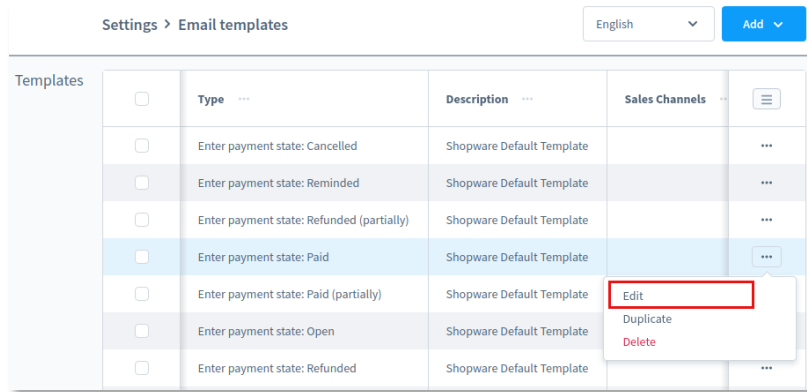 Settings > Email templates
English
Add
Templates
Type ...
Description ...
Sales Channels ...
Enter payment state: Cancelled Shopware Default Template ...
Enter payment state: Reminded Shopware Default Template ...
Enter payment state: Refunded (partially) Shopware Default Template ...
Enter payment state: Paid Shopware Default Template ...
Enter payment state: Paid (partially) Shopware Default Template
Edit
Duplicate
Enter payment state: Open Shopware Default Template
Delete
Enter payment state: Refunded Shopware Default Template ...